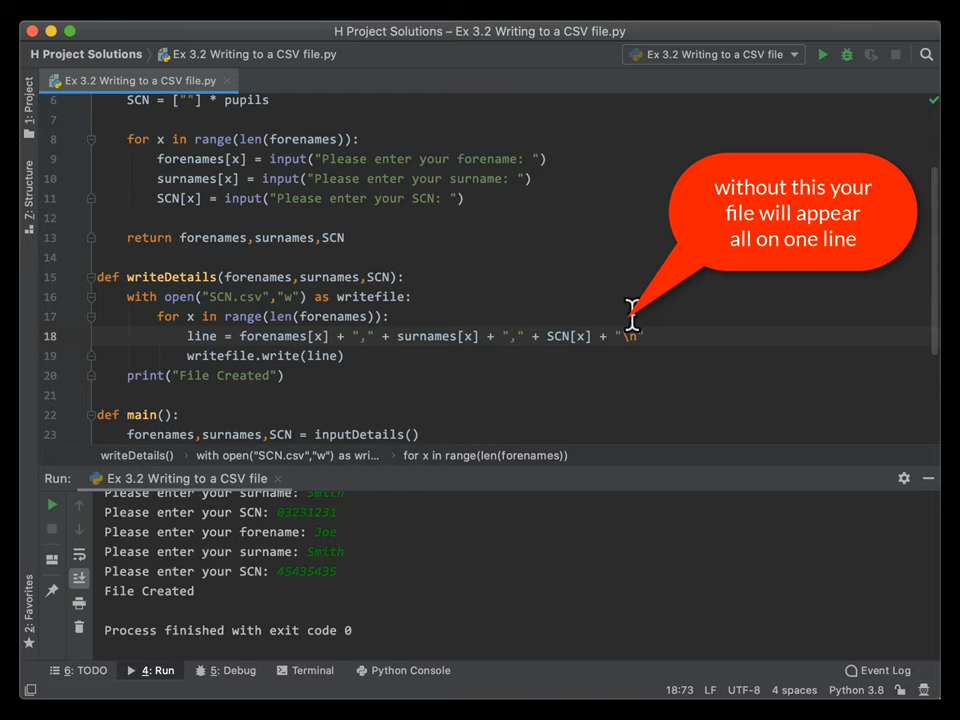 H Project Solutions – Ex 3.2 Writing to a CSV file.py
H Project Solutions
Ex 3.2 Writing to a CSV file.py
Ex 3.2 Writing to a CSV file
Ex 3.2 Writing to a CSV file.py
1: Project
7: Structure
2: Favorites
6 SCN = [""] * pupils
7
8 for x in range(len(forenames)):
9 forenames[x] = input("Please enter your forename: ")
10 surnames[x] = input("Please enter your surname: ")
11 SCN[x] = input("Please enter your SCN: ")
12
13 return forenames,surnames,SCN
14
15 def writeDetails(forenames,surnames,SCN):
16 with open("SCN.csv","w") as writefile:
17 for x in range(len(forenames)):
18 line = forenames[x] + "," + surnames[x] + "," + SCN[x] + "\n"
19 writefile.write(line)
20 print("File Created")
21
22 def main():
23 forenames,surnames,SCN = inputDetails()
without this your
file will appear
all on one line
writeDetails() › with open("SCN.csv","w") as wri... › for x in range(len(forenames))
Run: Ex 3.2 Writing to a CSV file
Please enter your surname: Smith
Please enter your SCN: 03231231
Please enter your forename: Joe
Please enter your surname: Smith
Please enter your SCN: 45435435
File Created
Process finished with exit code 0
6: TODO 4: Run 5: Debug Terminal Python Console Event Log
18:73 LF UTF-8 4 spaces Python 3.8